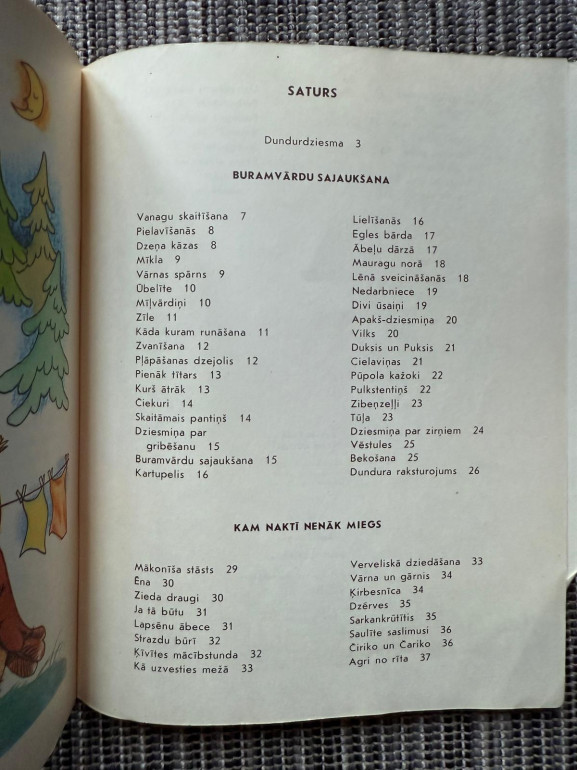 SATURS
Dundurdziesma 3
BURAMVĀRDU SAJAUKŠANA
Vanagu skaitīšana 7
Pielavīšanās 8
Dzeņa kāzas 8
Mīkla 9
Vārnas spārns 9
Ūbelīte 10
Mīļvārdiņi 10
Zīle 11
Kāda kuram runāšana 11
Zvanīšana 12
Pļāpāšanas dzejolis 12
Pienāk tītars 13
Kurš ātrāk 13
Čiekuri 14
Skaitāmais pantiņš 14
Dziesmiņa par
gribēšanu 15
Buramvārdu sajaukšana 15
Kartupelis 16
Lielīšanās 16
Egles bārda 17
Ābeļu dārzā 17
Mauragu norā 18
Lēnā sveicināšanās 18
Nedarbniece 19
Divi ūsaiņi 19
Apakš-dziesmiņa 20
Vilks 20
Duksis un Puksis 21
Cielaviņas 21
Pūpola kažoki 22
Pulkstentiņš 22
Zibeņzeļļi 23
Tūļa 23
Dziesmiņa par zirņiem 24
Vēstules 25
Bekošana 25
Dundura raksturojums 26
KAM NAKTĪ NENĀK MIEGS
Mākonīša stāsts 29
Ēna 30
Zieda draugi 30
Ja tā būtu 31
Lapsēnu ābece 31
Strazdu būrī 32
Ķīvītes mācībstunda 32
Kā uzvesties mežā 33
Verveliskā dziedāšana 33
Vārna un gārnis 34
Ķirbesnīca 34
Dzērves 35
Sarkankrūtītis 35
Saulīte saslimusi 36
Čiriko un Čariko 36
Agri no rīta 37